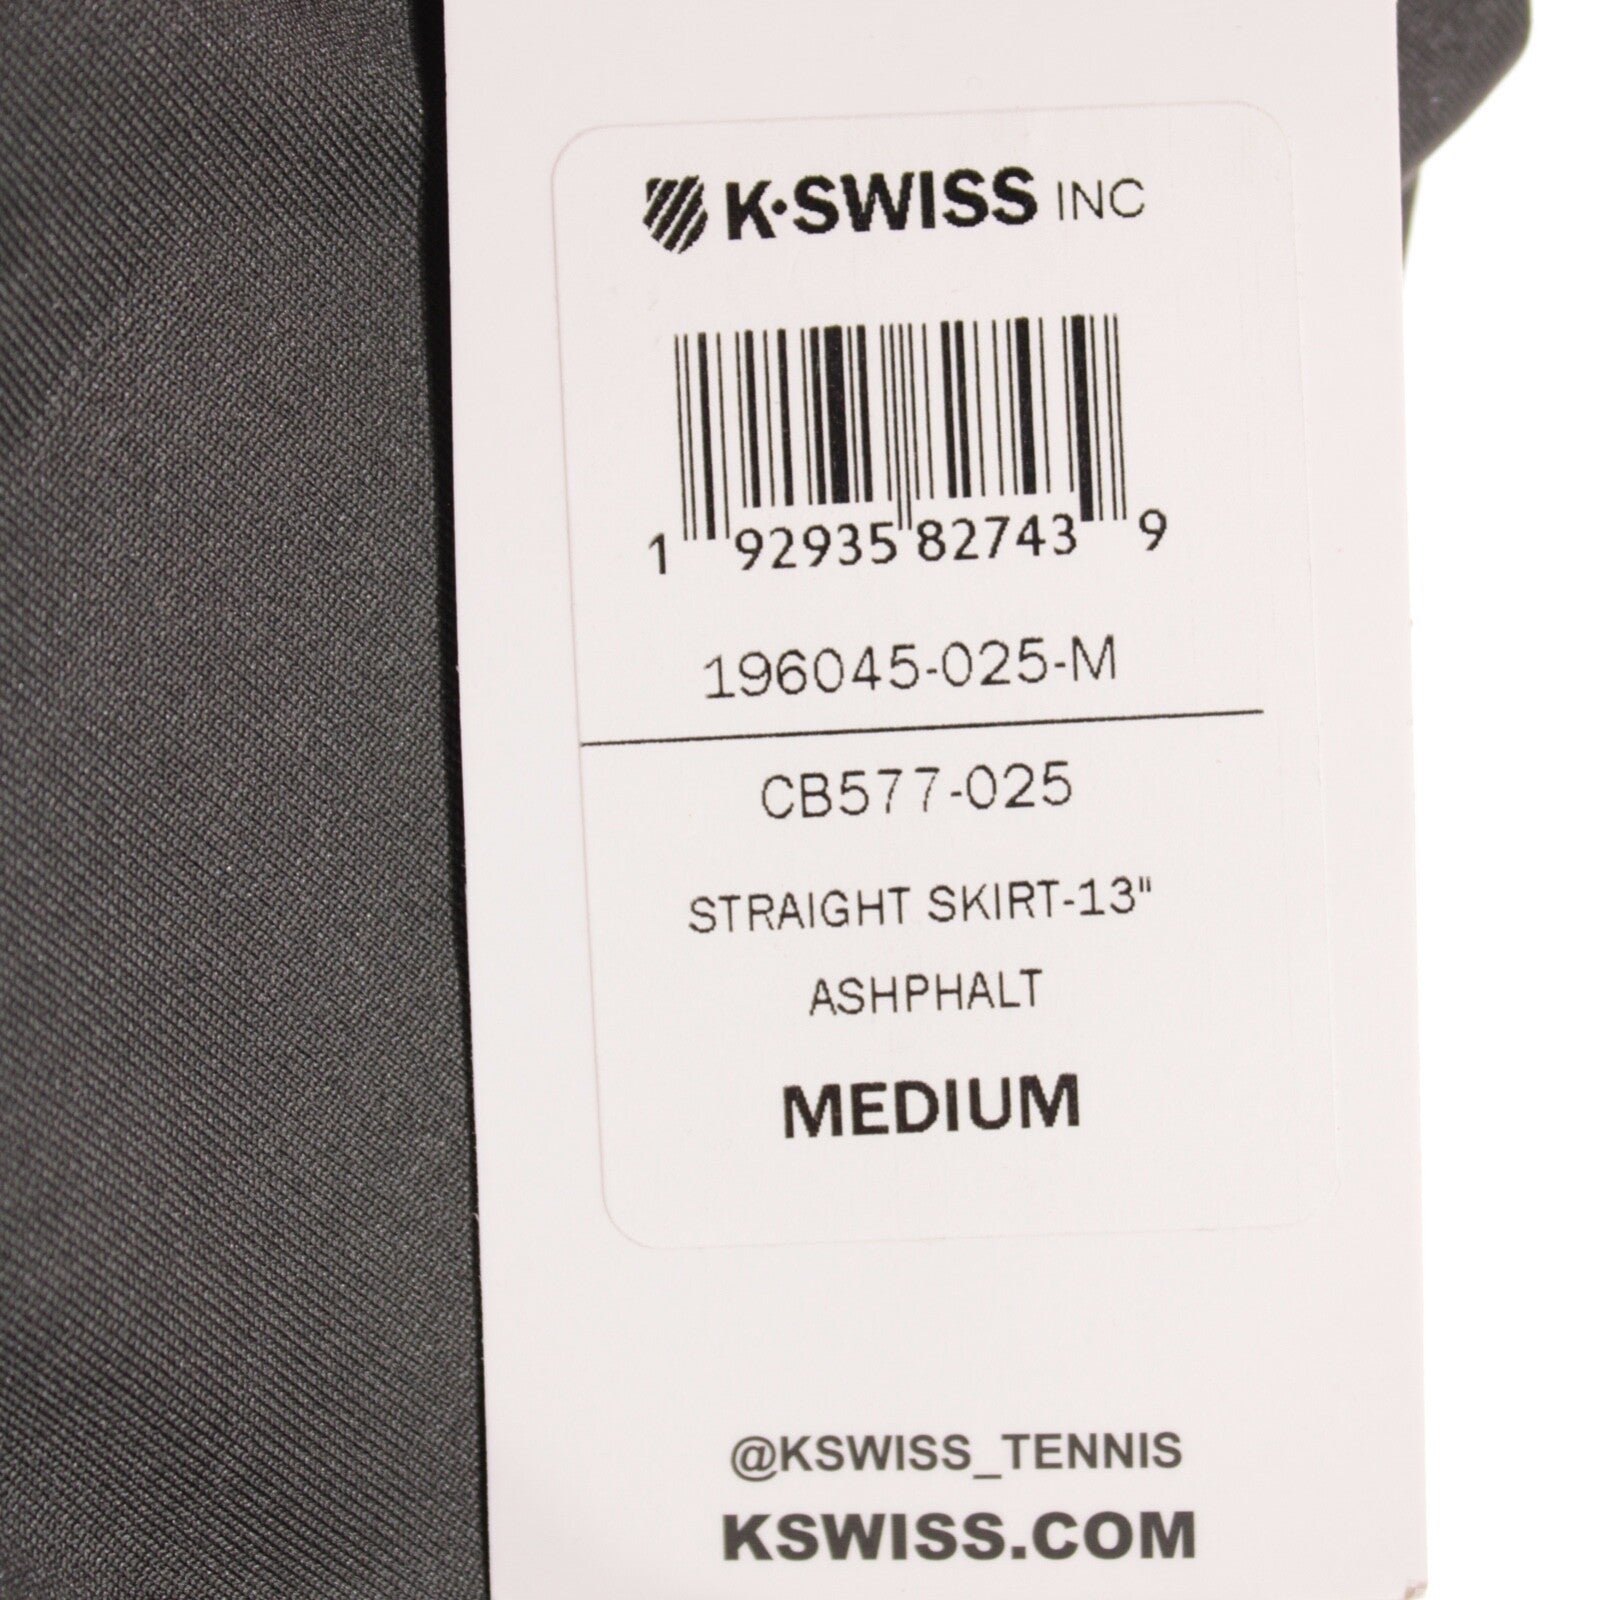 K·SWISS INC
1 92935 82743 9
196045-025-M
CB577-025
STRAIGHT SKIRT-13"
ASHPHALT
MEDIUM
@KSWISS_TENNIS
KSWISS.COM